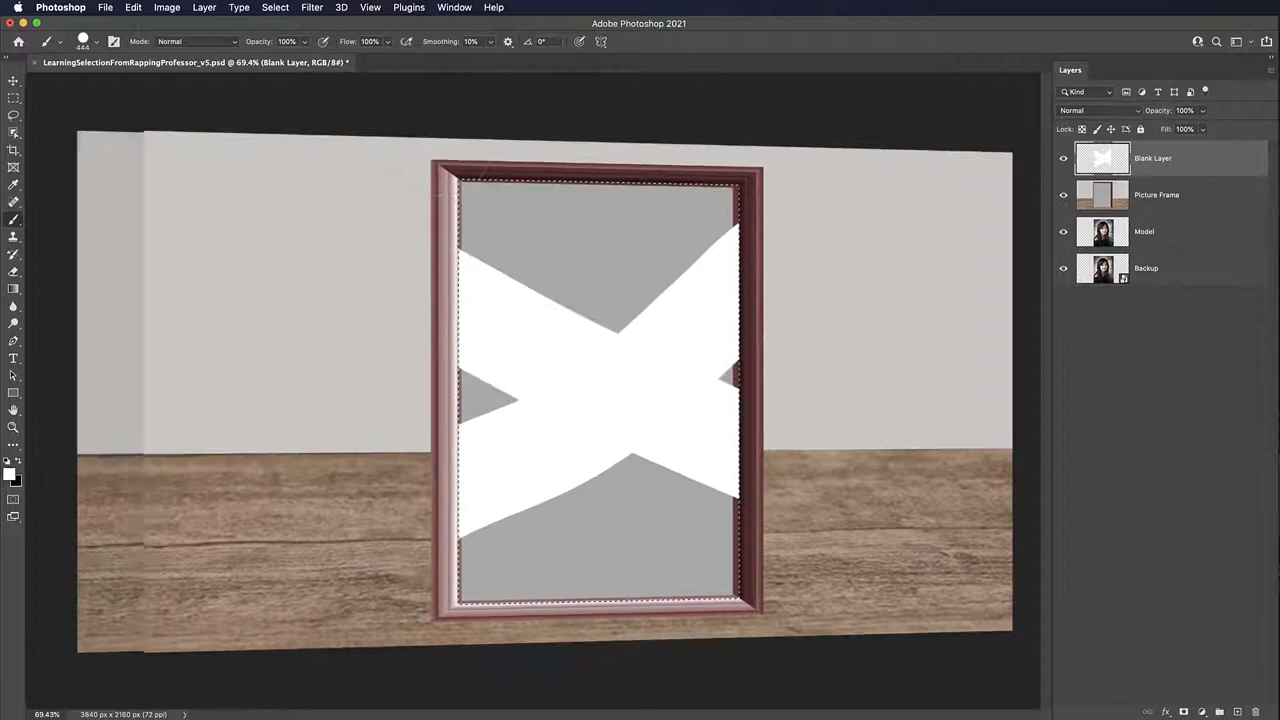 Photoshop File Edit Image Layer Type Select Filter 3D View Plugins Window Help
Adobe Photoshop 2021
444 Mode: Normal Opacity: 100% Flow: 100% Smoothing: 10% 0°
LearningSelectionFromRappingProfessor_v5.psd @ 69.4% (Blank Layer, RGB/8#) *
Layers
Kind
Normal Opacity: 100%
Lock: Fill: 100%
Blank Layer
Picture Frame
Model
Backup
69.43% 3840 px x 2160 px (72 ppi)